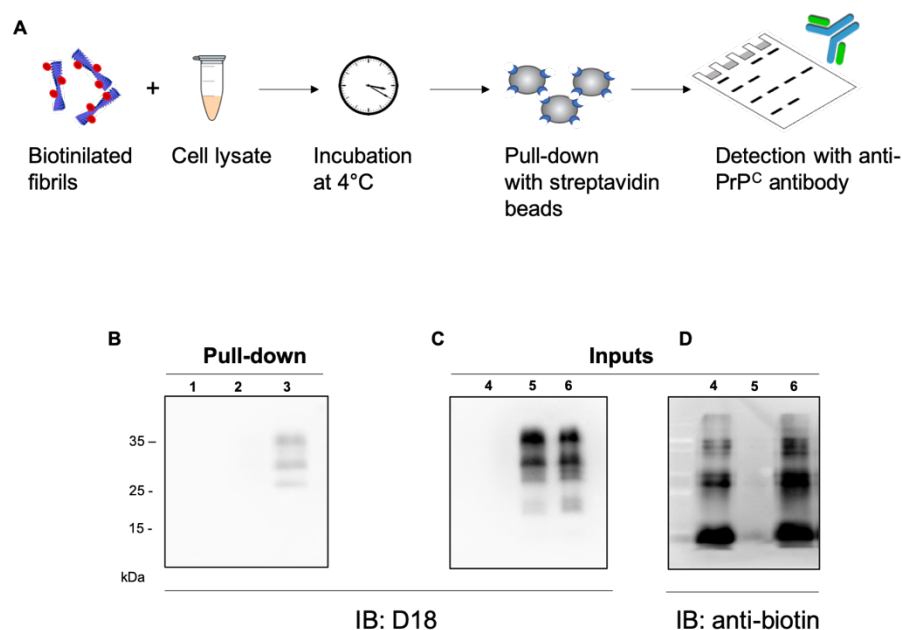 A
+
Biotinilated
fibrils
Cell lysate
Incubation
at 4°C
Pull-down
with streptavidin
beads
Detection with anti-
PrPᶜ antibody
B
Pull-down
C
Inputs
D
1 2 3
4 5 6
4 5 6
35 –
25 -
15 -
kDa
IB: D18
IB: anti-biotin